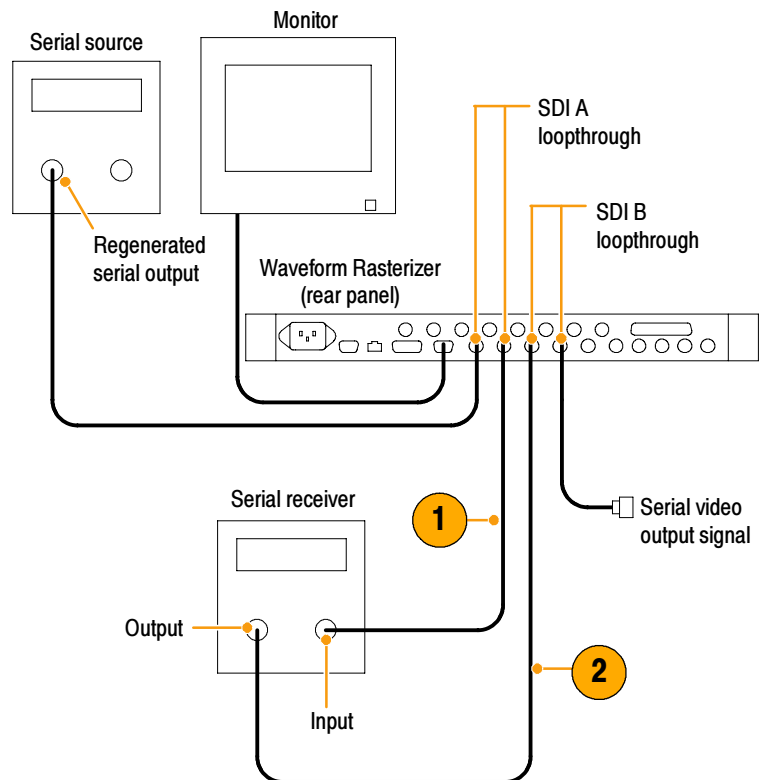 Monitor
Serial source
SDI A
loopthrough
SDI B
loopthrough
Regenerated
serial output
Waveform Rasterizer
(rear panel)
Serial receiver
1
Serial video
output signal
Output
2
Input